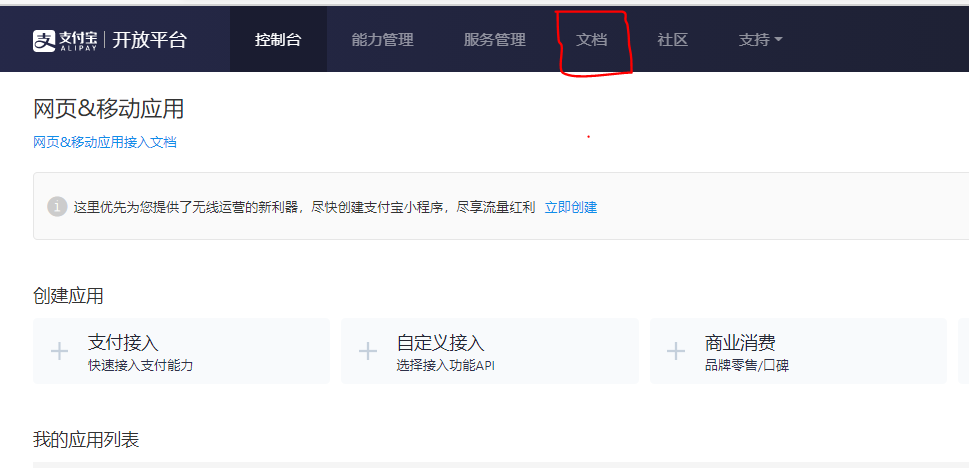 支付宝 ALIPAY 开放平台 控制台 能力管理 服务管理 文档 社区 支持
网页&移动应用
网页&移动应用接入文档
这里优先为您提供了无线运营的新利器，尽快创建支付宝小程序，尽享流量红利 立即创建
创建应用
支付接入 自定义接入 商业消费
快速接入支付能力 选择接入功能API 品牌零售/口碑
我的应用列表